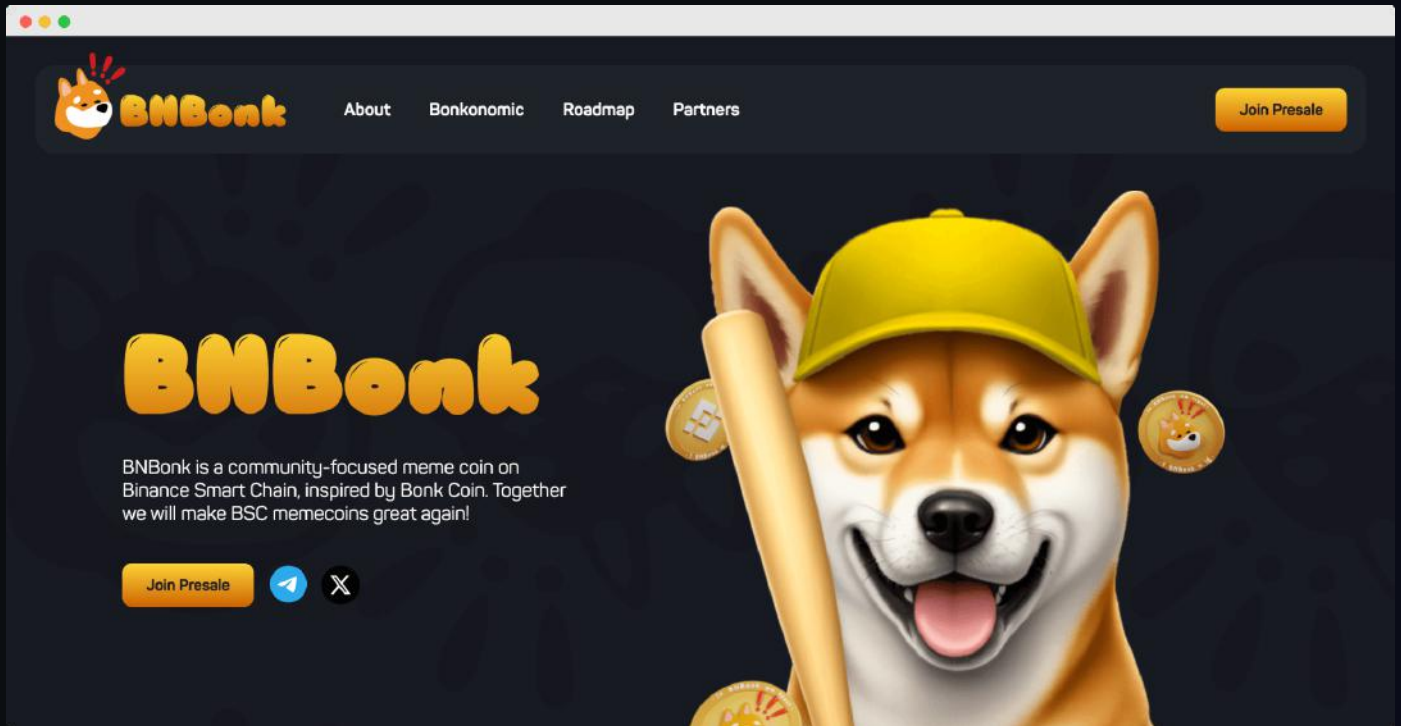 BNBonk
About
Bonkonomic
Roadmap
Partners
Join Presale
BNBonk
BNBonk is a community-focused meme coin on
Binance Smart Chain, inspired by Bonk Coin. Together
we will make BSC memecoins great again!
Join Presale